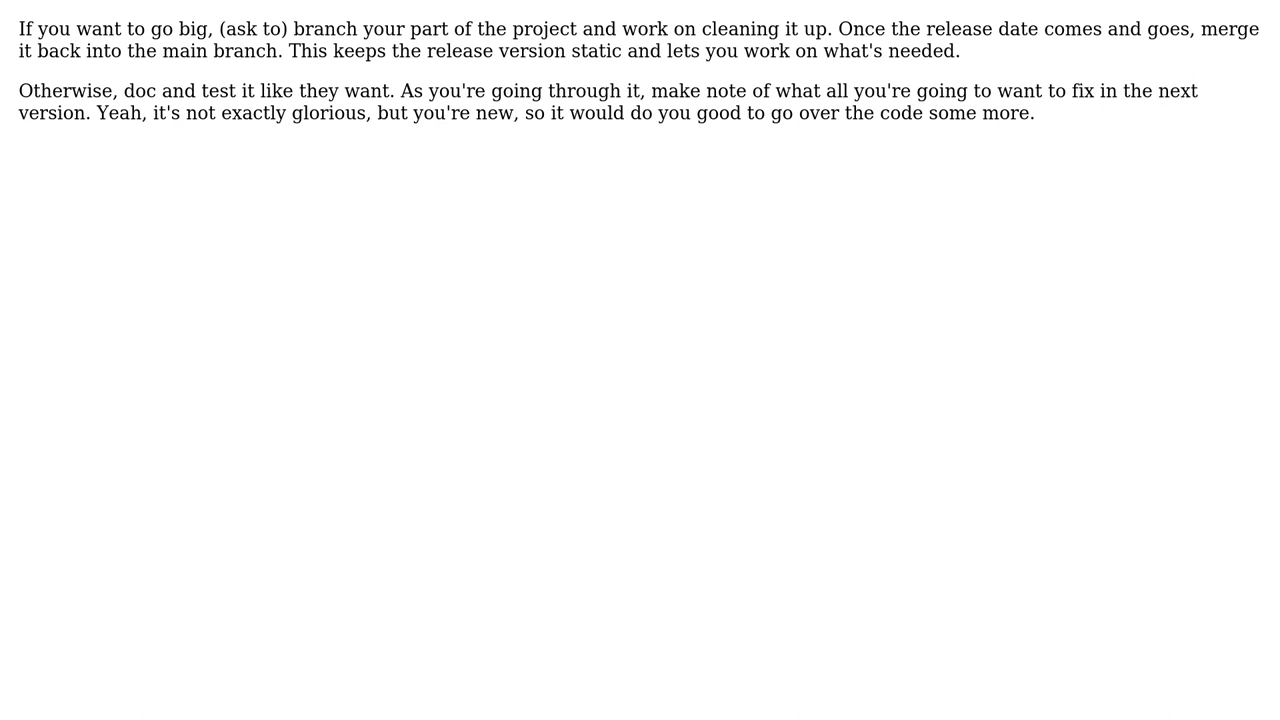 If you want to go big, (ask to) branch your part of the project and work on cleaning it up. Once the release date comes and goes, merge
it back into the main branch. This keeps the release version static and lets you work on what's needed.
Otherwise, doc and test it like they want. As you're going through it, make note of what all you're going to want to fix in the next
version. Yeah, it's not exactly glorious, but you're new, so it would do you good to go over the code some more.